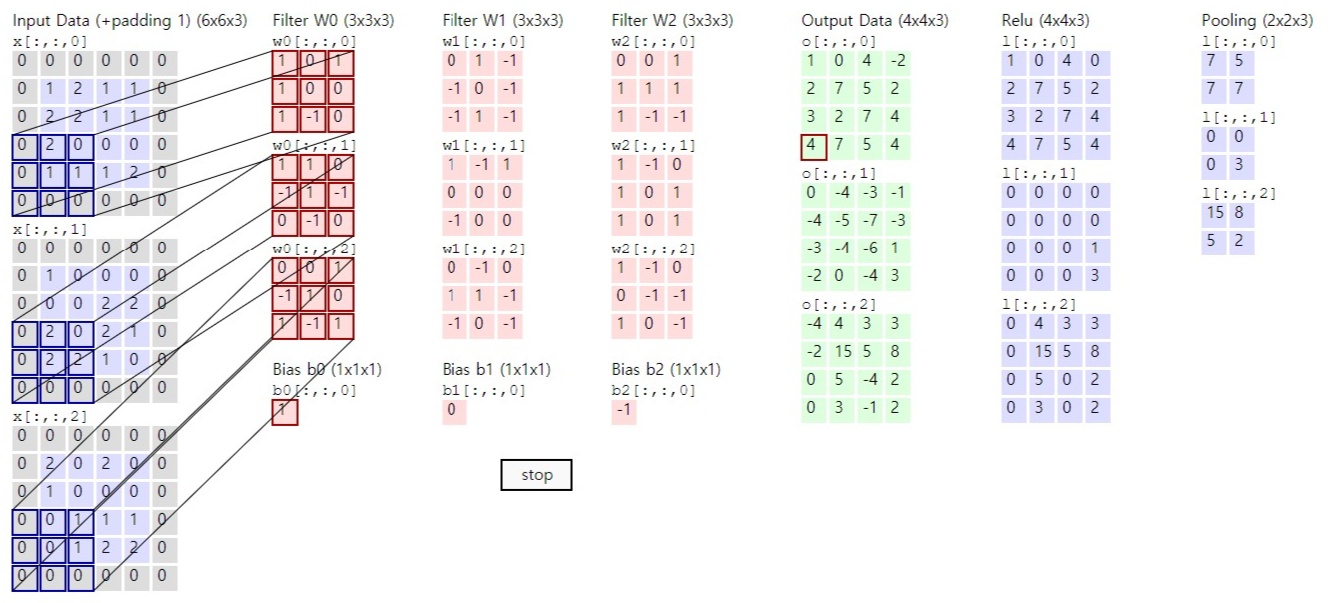 Input Data (+padding 1) (6x6x3) Filter W0 (3x3x3) Filter W1 (3x3x3) Filter W2 (3x3x3) Output Data (4x4x3) Relu (4x4x3) Pooling (2x2x3)
x[:,:,0]
0 0 0 0 0 0
0 1 2 1 1 0
0 2 2 1 1 0
0 2 0 0 0 0
0 1 1 1 2 0
0 0 0 0 0 0
x[:,:,1]
0 0 0 0 0 0
0 1 0 0 0 0
0 0 0 2 2 0
0 2 0 2 1 0
0 2 2 1 0 0
0 0 0 0 0 0
x[:,:,2]
0 0 0 0 0 0
0 2 0 2 0 0
0 1 0 0 0 0
0 0 1 1 1 0
0 0 1 2 2 0
0 0 0 0 0 0
w0[:,:,0]
1 0 1
1 0 0
1 -1 0
w0[:,:,1]
1 1 0
-1 1 -1
0 -1 0
w0[:,:,2]
0 0 1
-1 1 0
1 -1 1
Bias b0 (1x1x1)
b0[:,:,0]
1
w1[:,:,0]
0 1 -1
-1 0 -1
-1 1 -1
w1[:,:,1]
1 -1 1
0 0 0
-1 0 0
w1[:,:,2]
0 -1 0
1 1 -1
-1 0 -1
Bias b1 (1x1x1)
b1[:,:,0]
0
w2[:,:,0]
0 0 1
1 1 1
1 -1 -1
w2[:,:,1]
1 -1 0
1 0 1
1 0 1
w2[:,:,2]
1 -1 0
0 -1 -1
1 0 -1
Bias b2 (1x1x1)
b2[:,:,0]
-1
stop
o[:,:,0]
1 0 4 -2
2 7 5 2
3 2 7 4
4 7 5 4
o[:,:,1]
0 -4 -3 -1
-4 -5 -7 -3
-3 -4 -6 1
-2 0 -4 3
o[:,:,2]
-4 4 3 3
-2 15 5 8
0 5 -4 2
0 3 -1 2
l[:,:,0]
1 0 4 0
2 7 5 2
3 2 7 4
4 7 5 4
l[:,:,1]
0 0 0 0
0 0 0 0
0 0 0 1
0 0 0 3
l[:,:,2]
0 4 3 3
0 15 5 8
0 5 0 2
0 3 0 2
l[:,:,0]
7 5
7 7
l[:,:,1]
0 0
0 3
l[:,:,2]
15 8
5 2